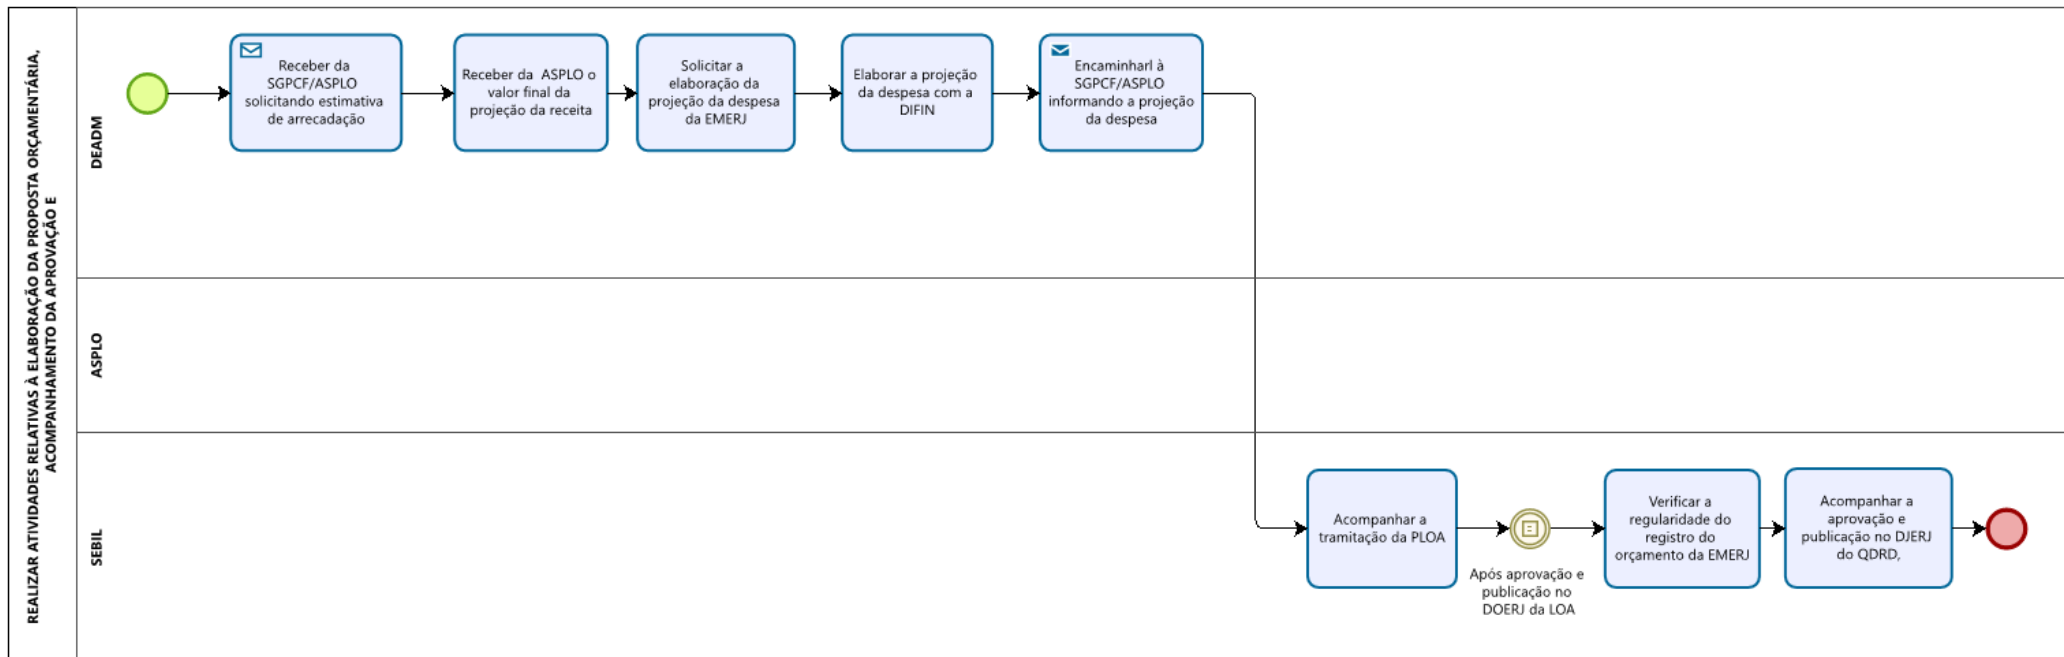 REALIZAR ATIVIDADES RELATIVAS À ELABORAÇÃO DA PROPOSTA ORÇAMENTÁRIA,
ACOMPANHAMENTO DA APROVAÇÃO E
DEADM
Receber da
SGPCF/ASPLO
solicitando estimativa
de arrecadação
Receber da  ASPLO o
valor final da
projeção da receita
Solicitar a
elaboração da
projeção da despesa
da EMERJ
Elaborar a projeção
da despesa com a
DIFIN
Encaminharl à
SGPCF/ASPLO
informando a projeção
da despesa
ASPLO
SEBIL
Acompanhar a
tramitação da PLOA
Após aprovação e
publicação no
DOERJ da LOA
Verificar a
regularidade do
registro do
orçamento da EMERJ
Acompanhar a
aprovação e
publicação no DJERJ
do QDRD,